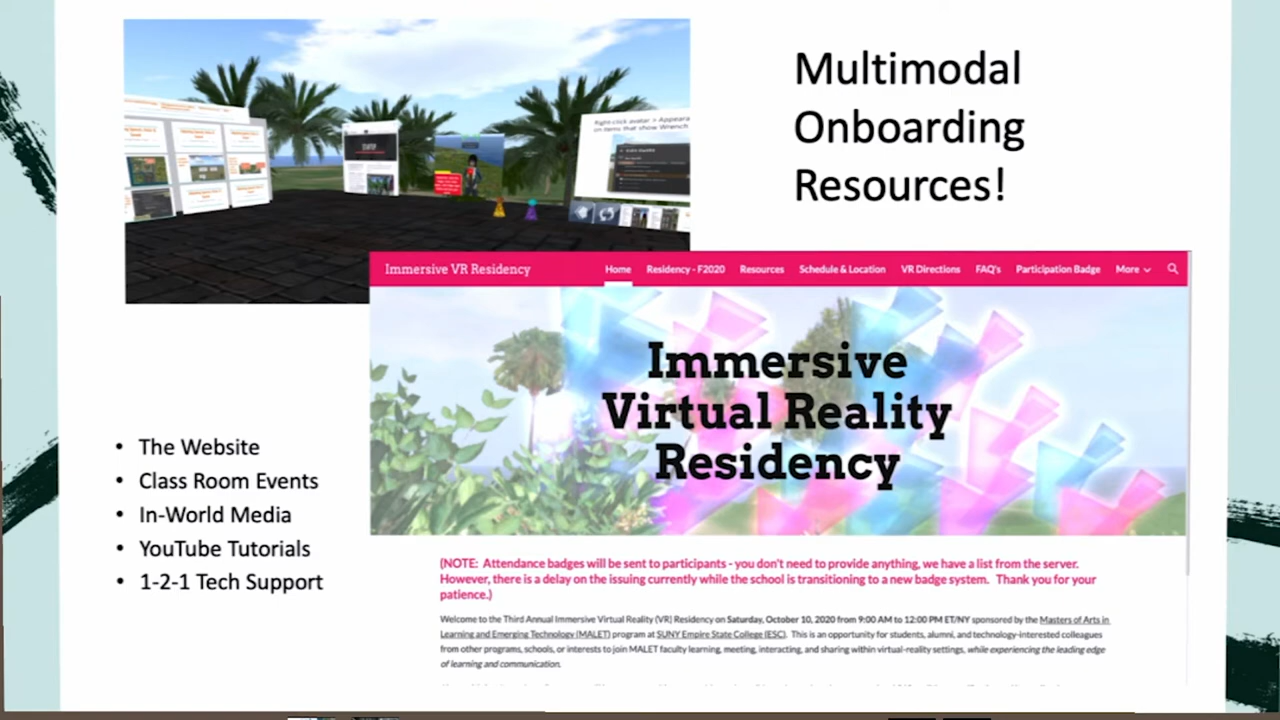 Multimodal
Onboarding
Resources!
Right-click avatar > Appeara
on items that show Wrench
Immersive VR Residency
Home Residency - F2020 Resources Schedule & Location VR Directions FAQ's Participation Badge More
Immersive
Virtual Reality
Residency
• The Website
• Class Room Events
• In-World Media
• YouTube Tutorials
• 1-2-1 Tech Support
(NOTE: Attendance badges will be sent to participants - you don't need to provide anything, we have a list from the server.
However, there is a delay on the issuing currently while the school is transitioning to a new badge system. Thank you for your
patience.)
Welcome to the Third Annual Immersive Virtual Reality (VR) Residency on Saturday, October 10, 2020 from 9:00 AM to 12:00 PM ET/NY sponsored by the Masters of Arts in
Learning and Emerging Technology (MALET) program at SUNY Empire State College (ESC). This is an opportunity for students, alumni, and technology-interested colleagues
from other programs, schools, or interests to join MALET faculty learning, meeting, interacting, and sharing within virtual-reality settings, while experiencing the leading edge
of learning and communication.